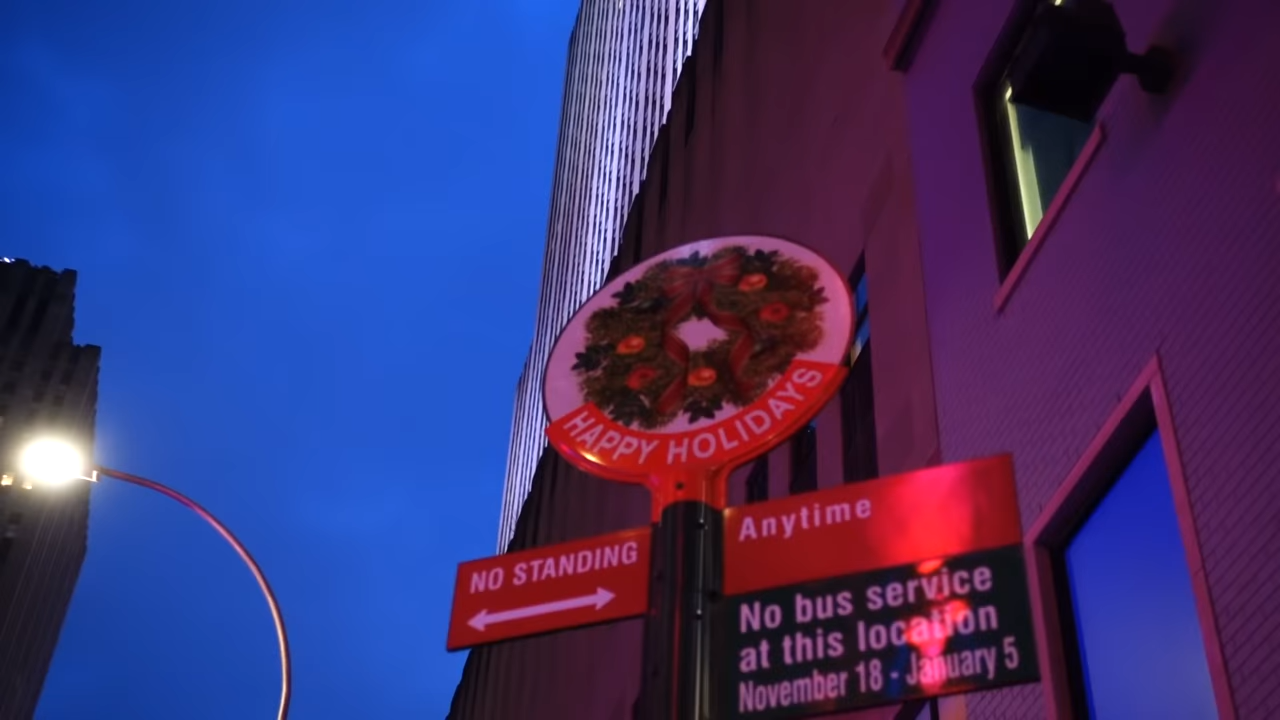 HAPPY HOLIDAYS
NO STANDING
Anytime
No bus service
at this location
November 18 - January 5